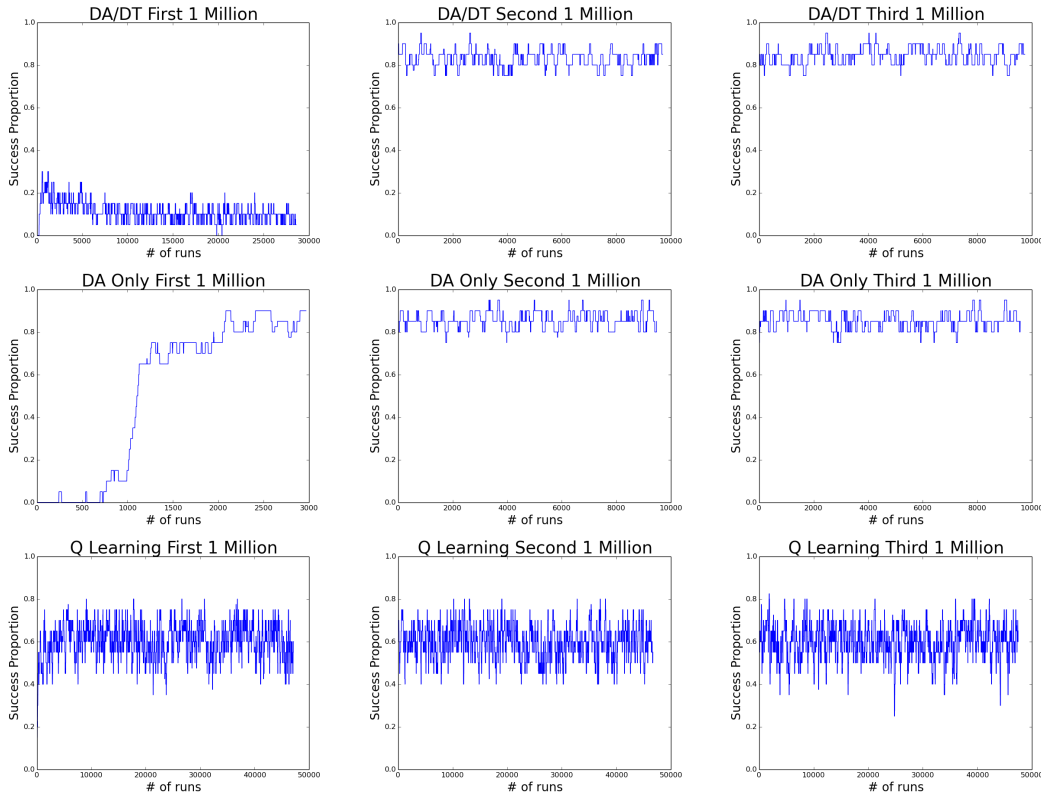 DA/DT First 1 Million
DA/DT Second 1 Million
DA/DT Third 1 Million
1.0
0.8
0.6
0.4
0.2
0.0
Success Proportion
0 5000 10000 15000 20000 25000 30000
# of runs
1.0
0.8
0.6
0.4
0.2
0.0
Success Proportion
0 2000 4000 6000 8000 10000
# of runs
1.0
0.8
0.6
0.4
0.2
0.0
Success Proportion
0 2000 4000 6000 8000 10000
# of runs
DA Only First 1 Million
DA Only Second 1 Million
DA Only Third 1 Million
1.0
0.8
0.6
0.4
0.2
0.0
Success Proportion
0 500 1000 1500 2000 2500 3000
# of runs
1.0
0.8
0.6
0.4
0.2
0.0
Success Proportion
0 2000 4000 6000 8000 10000
# of runs
1.0
0.8
0.6
0.4
0.2
0.0
Success Proportion
0 2000 4000 6000 8000 10000
# of runs
Q Learning First 1 Million
Q Learning Second 1 Million
Q Learning Third 1 Million
1.0
0.8
0.6
0.4
0.2
0.0
Success Proportion
0 10000 20000 30000 40000 50000
# of runs
1.0
0.8
0.6
0.4
0.2
0.0
Success Proportion
0 10000 20000 30000 40000 50000
# of runs
1.0
0.8
0.6
0.4
0.2
0.0
Success Proportion
0 10000 20000 30000 40000 50000
# of runs